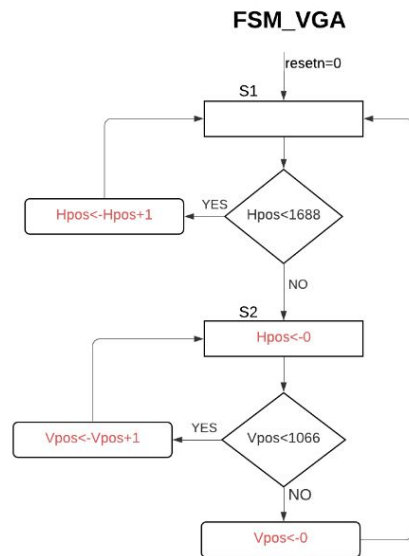 FSM_VGA
resetn=0
S1
Hpos<-Hpos+1
YES
Hpos<1688
NO
S2
Hpos<-0
Vpos<-Vpos+1
YES
Vpos<1066
NO
Vpos<-0